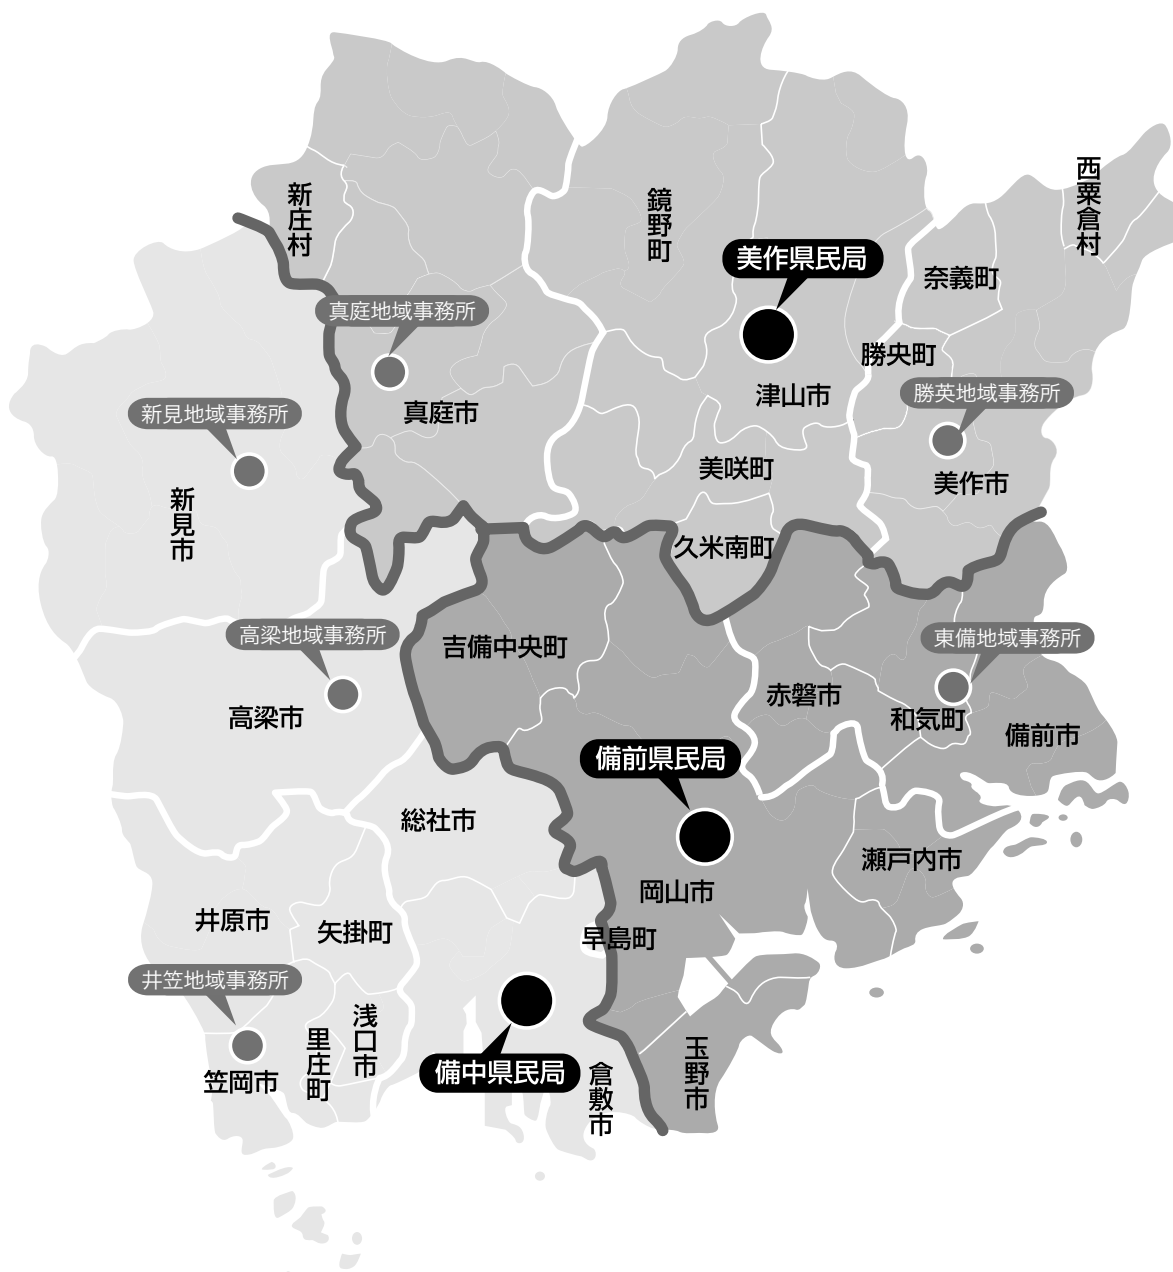 西粟倉村
新庄村
鏡野町
美作県民局
奈義町
真庭地域事務所
勝央町
津山市
勝英地域事務所
新見地域事務所
真庭市
美咲町
美作市
新見市
久米南町
高梁地域事務所
吉備中央町
東備地域事務所
赤磐市
高梁市
和気町
備前市
備前県民局
総社市
瀬戸内市
岡山市
井原市
矢掛町
早島町
井笠地域事務所
浅口市
里庄町
玉野市
備中県民局
倉敷市
笠岡市